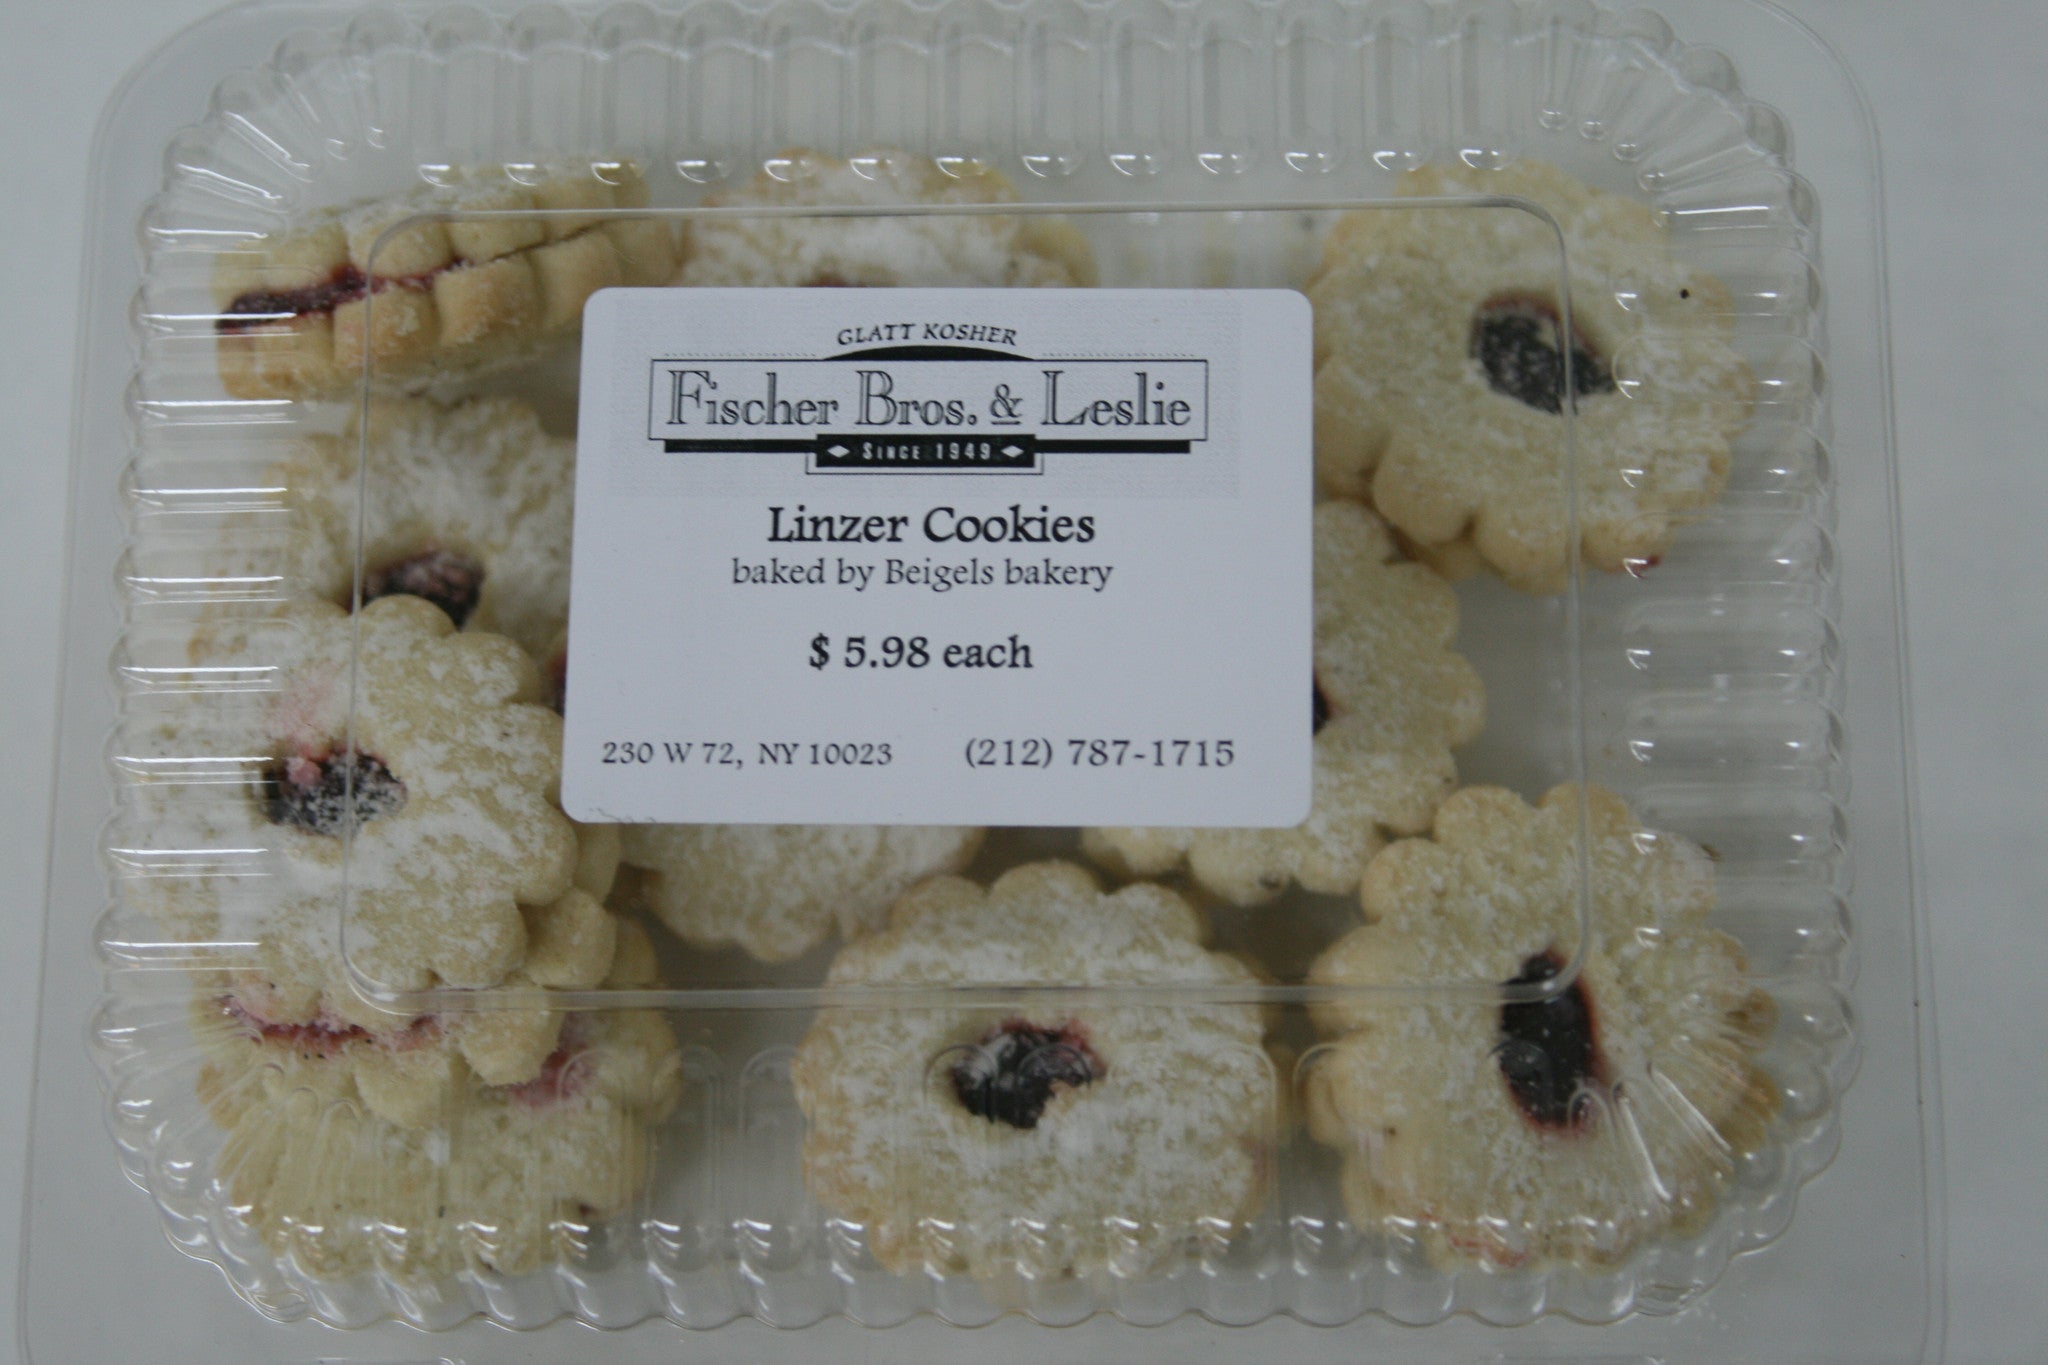 GLATT KOSHER
Fischer Bros. & Leslie
SINCE 1949
Linzer Cookies
baked by Beigels bakery
$ 5.98 each
230 W 72, NY 10023 (212) 787-1715